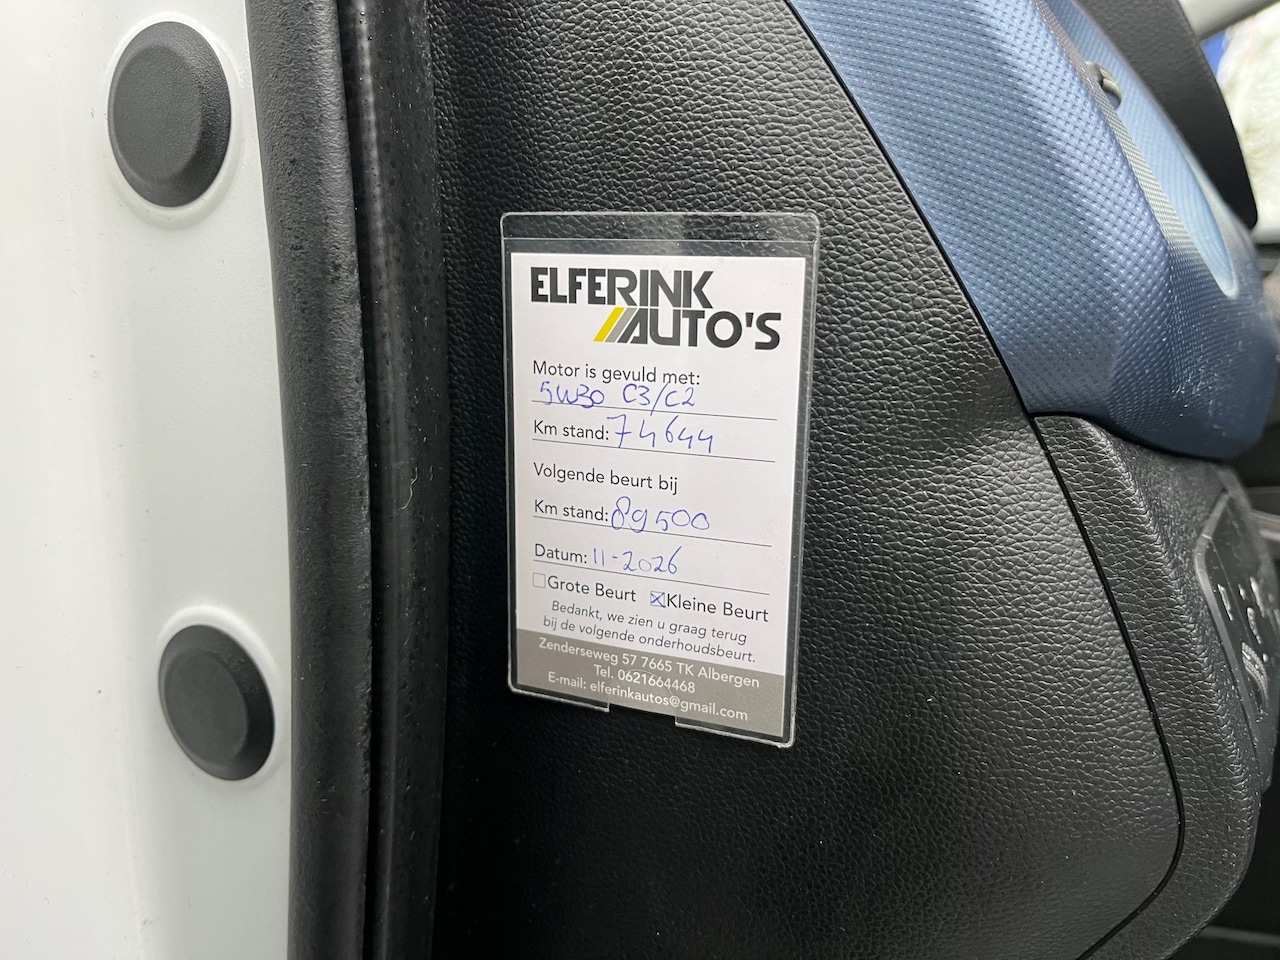 ELFERINK
AUTO'S
Motor is gevuld met:
5W30 C3/C2
Km stand: 74644
Volgende beurt bij
Km stand: 89500
Datum: 11-2026
Grote Beurt Kleine Beurt
Bedankt, we zien u graag terug
bij de volgende onderhoudsbeurt.
Zenderseweg 57 7665 TK Albergen
Tel. 0621664468
E-mail: elferinkautos@gmail.com